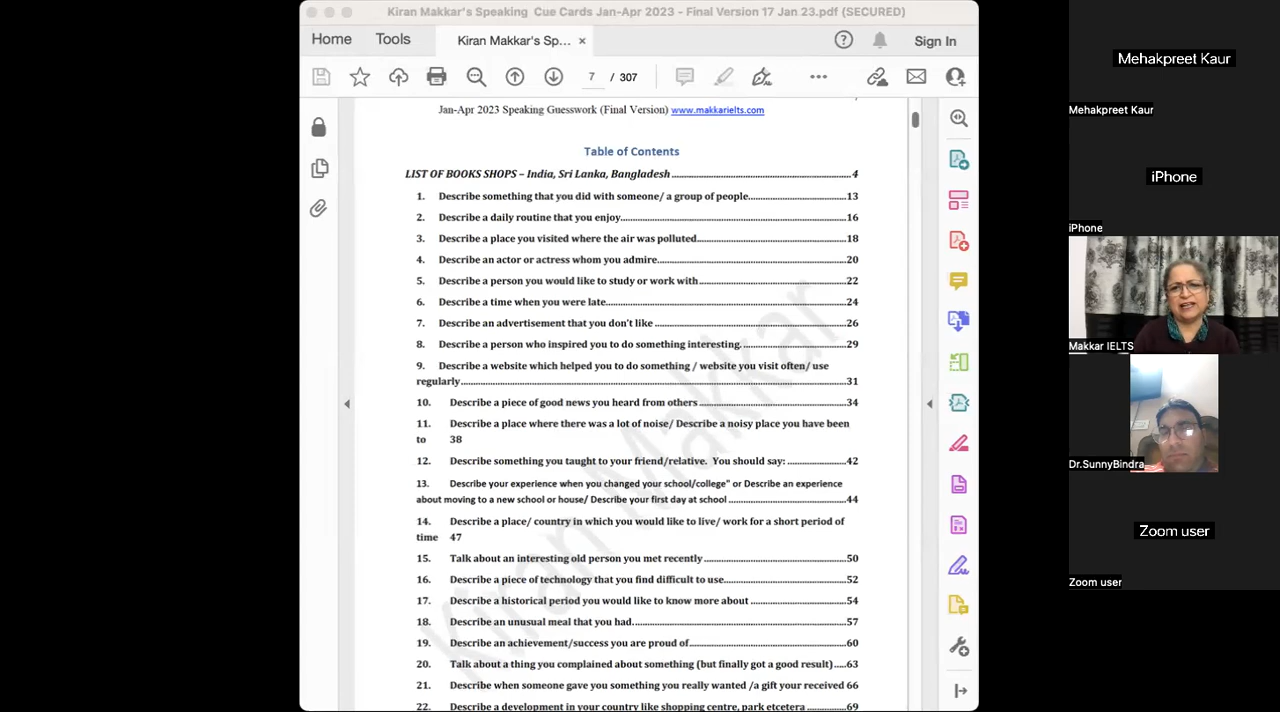 Kiran Makkar's Speaking Cue Cards Jan-Apr 2023 - Final Version 17 Jan 23.pdf (SECURED)
Home Tools Kiran Makkar's Sp... × Sign In
7 / 307
Jan-Apr 2023 Speaking Guesswork (Final Version) www.makkarielts.com
Table of Contents
LIST OF BOOKS SHOPS – India, Sri Lanka, Bangladesh 4
1. Describe something that you did with someone/ a group of people 13
2. Describe a daily routine that you enjoy 16
3. Describe a place you visited where the air was polluted 18
4. Describe an actor or actress whom you admire 20
5. Describe a person you would like to study or work with 22
6. Describe a time when you were late 24
7. Describe an advertisement that you don't like 26
8. Describe a person who inspired you to do something interesting. 29
9. Describe a website which helped you to do something / website you visit often/ use
regularly 31
10. Describe a piece of good news you heard from others 34
11. Describe a place where there was a lot of noise/ Describe a noisy place you have been
to 38
12. Describe something you taught to your friend/relative. You should say: 42
13. Describe your experience when you changed your school/college" or Describe an experience
about moving to a new school or house/ Describe your first day at school 44
14. Describe a place/ country in which you would like to live/ work for a short period of
time 47
15. Talk about an interesting old person you met recently 50
16. Describe a piece of technology that you find difficult to use 52
17. Describe a historical period you would like to know more about 54
18. Describe an unusual meal that you had. 57
19. Describe an achievement/success you are proud of 60
20. Talk about a thing you complained about something (but finally got a good result) 63
21. Describe when someone gave you something you really wanted /a gift your received 66
22. Describe a development in your country like shopping centre, park etcetera 69
Kiran Makkar
Mehakpreet Kaur
Mehakpreet Kaur
iPhone
iPhone
Makkar IELTS
Dr.SunnyBindra
Zoom user
Zoom user